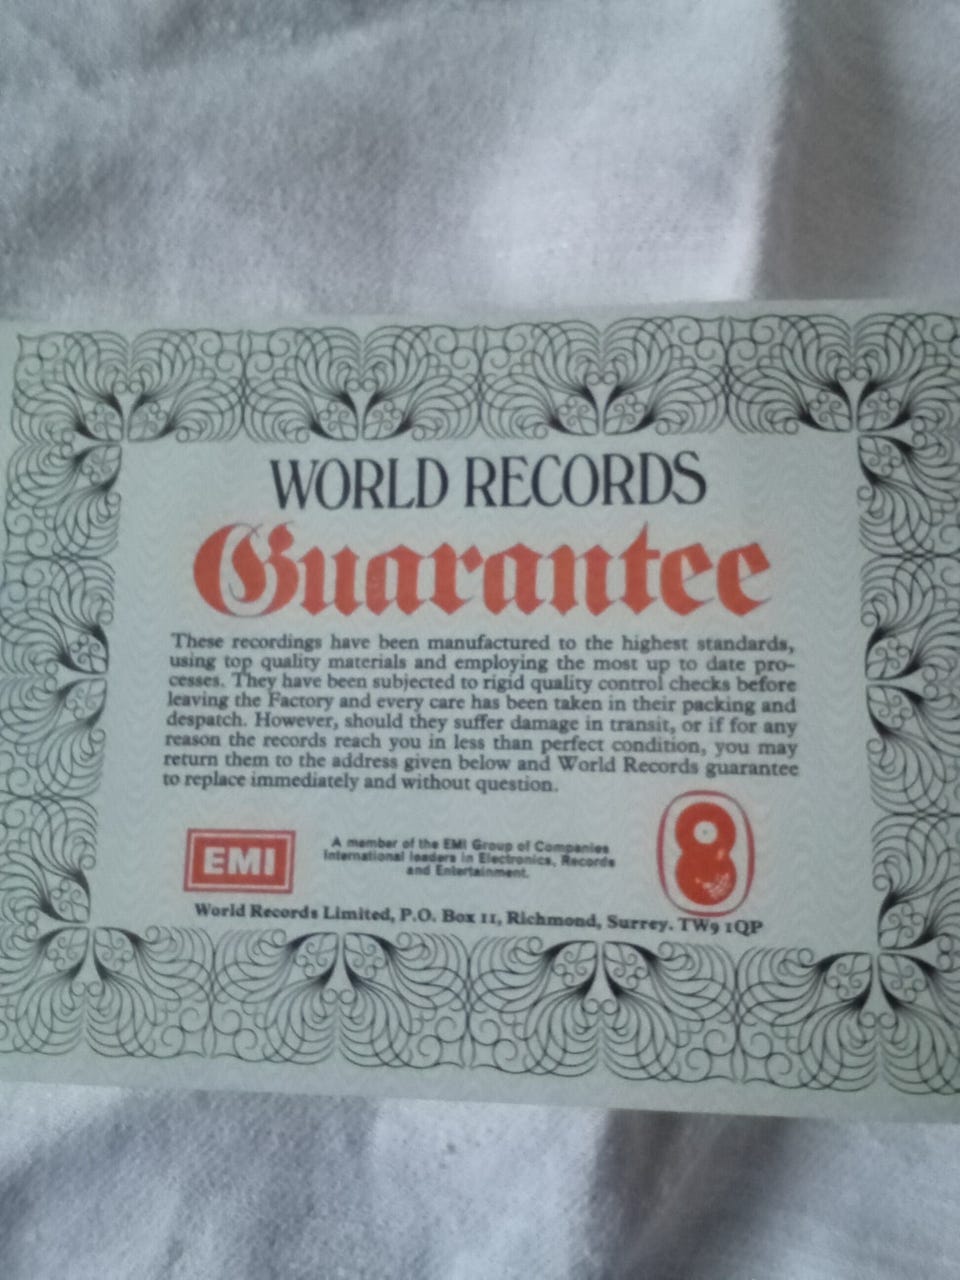 WORLD RECORDS
Guarantee
These recordings have been manufactured to the highest standards,
using top quality materials and employing the most up to date pro-
cesses. They have been subjected to rigid quality control checks before
leaving the Factory and every care has been taken in their packing and
despatch. However, should they suffer damage in transit, or if for any
reason the records reach you in less than perfect condition, you may
return them to the address given below and World Records guarantee
to replace immediately and without question.
EMI
A member of the EMI Group of Companies
International leaders in Electronics, Records
and Entertainment.
World Records Limited, P.O. Box 11, Richmond, Surrey. TW9 1QP